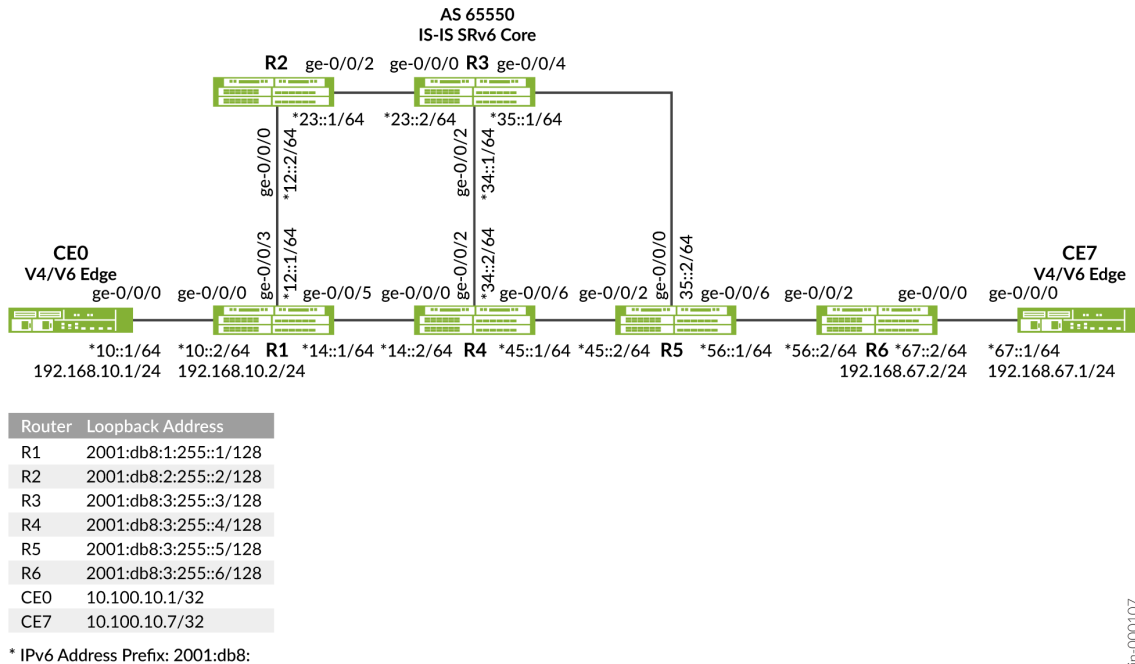 AS 65550
IS-IS SRv6 Core
R2 ge-0/0/2 ge-0/0/0 R3 ge-0/0/4
*23::1/64 *23::2/64 *35::1/64
ge-0/0/0
*12::2/64
ge-0/0/2
*34::1/64
ge-0/0/3
*12::1/64
ge-0/0/2
*34::2/64
ge-0/0/0
35::2/64
CE0
V4/V6 Edge
CE7
V4/V6 Edge
ge-0/0/0 ge-0/0/0 ge-0/0/5 ge-0/0/0 ge-0/0/6 ge-0/0/2 ge-0/0/6 ge-0/0/2 ge-0/0/0 ge-0/0/0
*10::1/64 *10::2/64 R1 *14::1/64 *14::2/64 R4 *45::1/64 *45::2/64 R5 *56::1/64 *56::2/64 R6 *67::2/64 *67::1/64
192.168.10.1/24 192.168.10.2/24 192.168.67.2/24 192.168.67.1/24
Router Loopback Address
R1 2001:db8:1:255::1/128
R2 2001:db8:2:255::2/128
R3 2001:db8:3:255::3/128
R4 2001:db8:3:255::4/128
R5 2001:db8:3:255::5/128
R6 2001:db8:3:255::6/128
CE0 10.100.10.1/32
CE7 10.100.10.7/32
* IPv6 Address Prefix: 2001:db8:
jn-000107